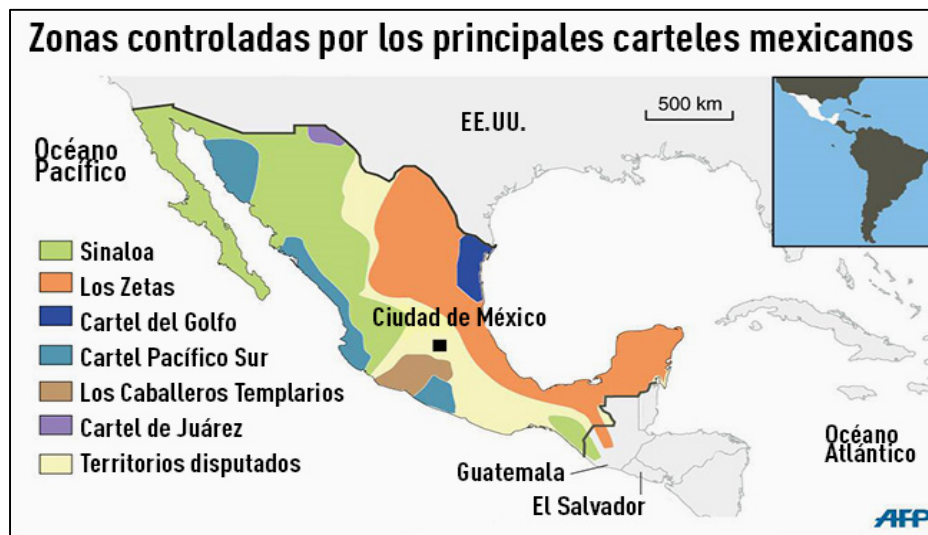 Zonas controladas por los principales carteles mexicanos
500 km
EE.UU.
Océano
Pacífico
Sinaloa
Los Zetas
Cartel del Golfo
Ciudad de México
Cartel Pacífico Sur
Los Caballeros Templarios
Cartel de Juárez
Territorios disputados
Océano
Atlántico
Guatemala
El Salvador
AFP